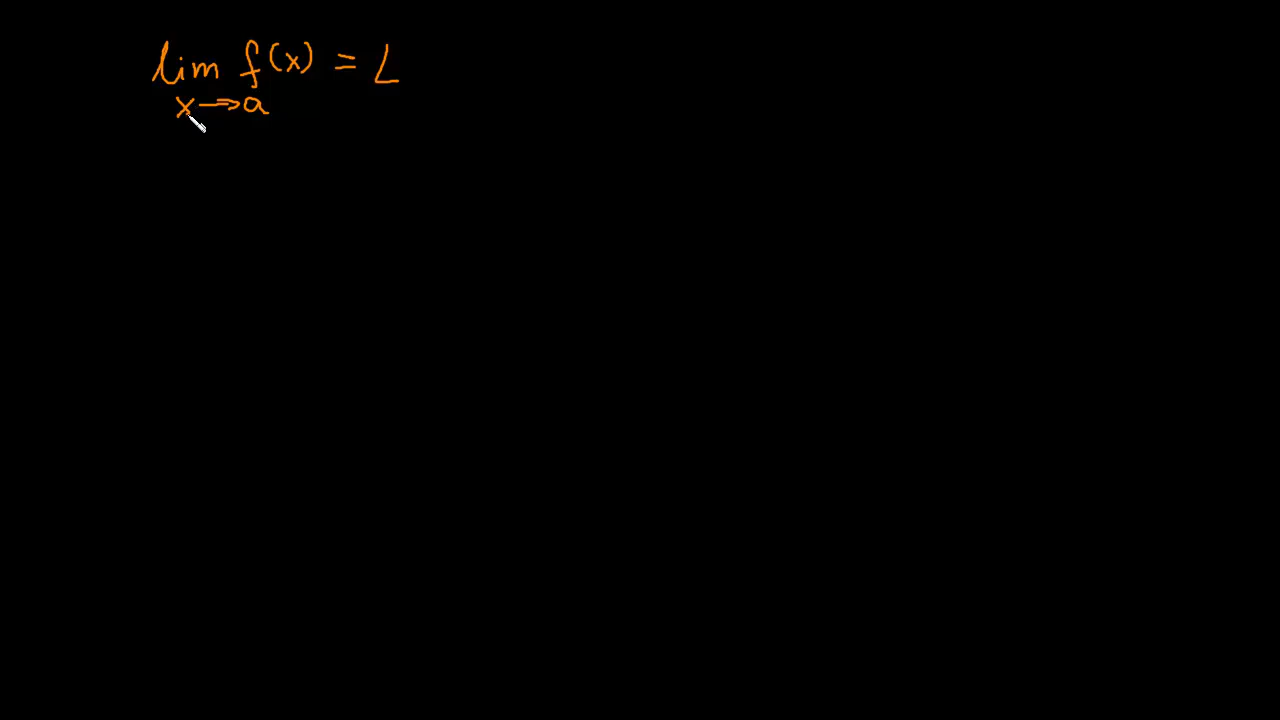 lim f(x) = L
x → a